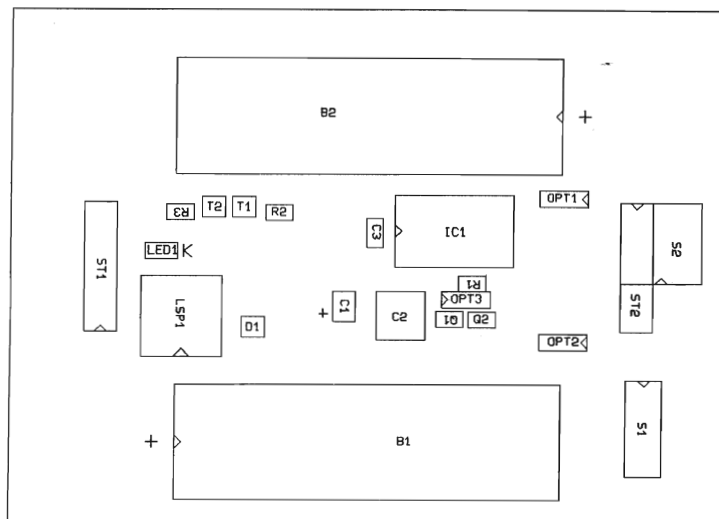 B2
+
R3 T2 T1 R2 OPT1
C3 IC1
LED1 K
ST1 S2
R1
LSP1 C1 OPT3 ST2
+ C2
D1 Q1 Q2
OPT2
S1
+ B1